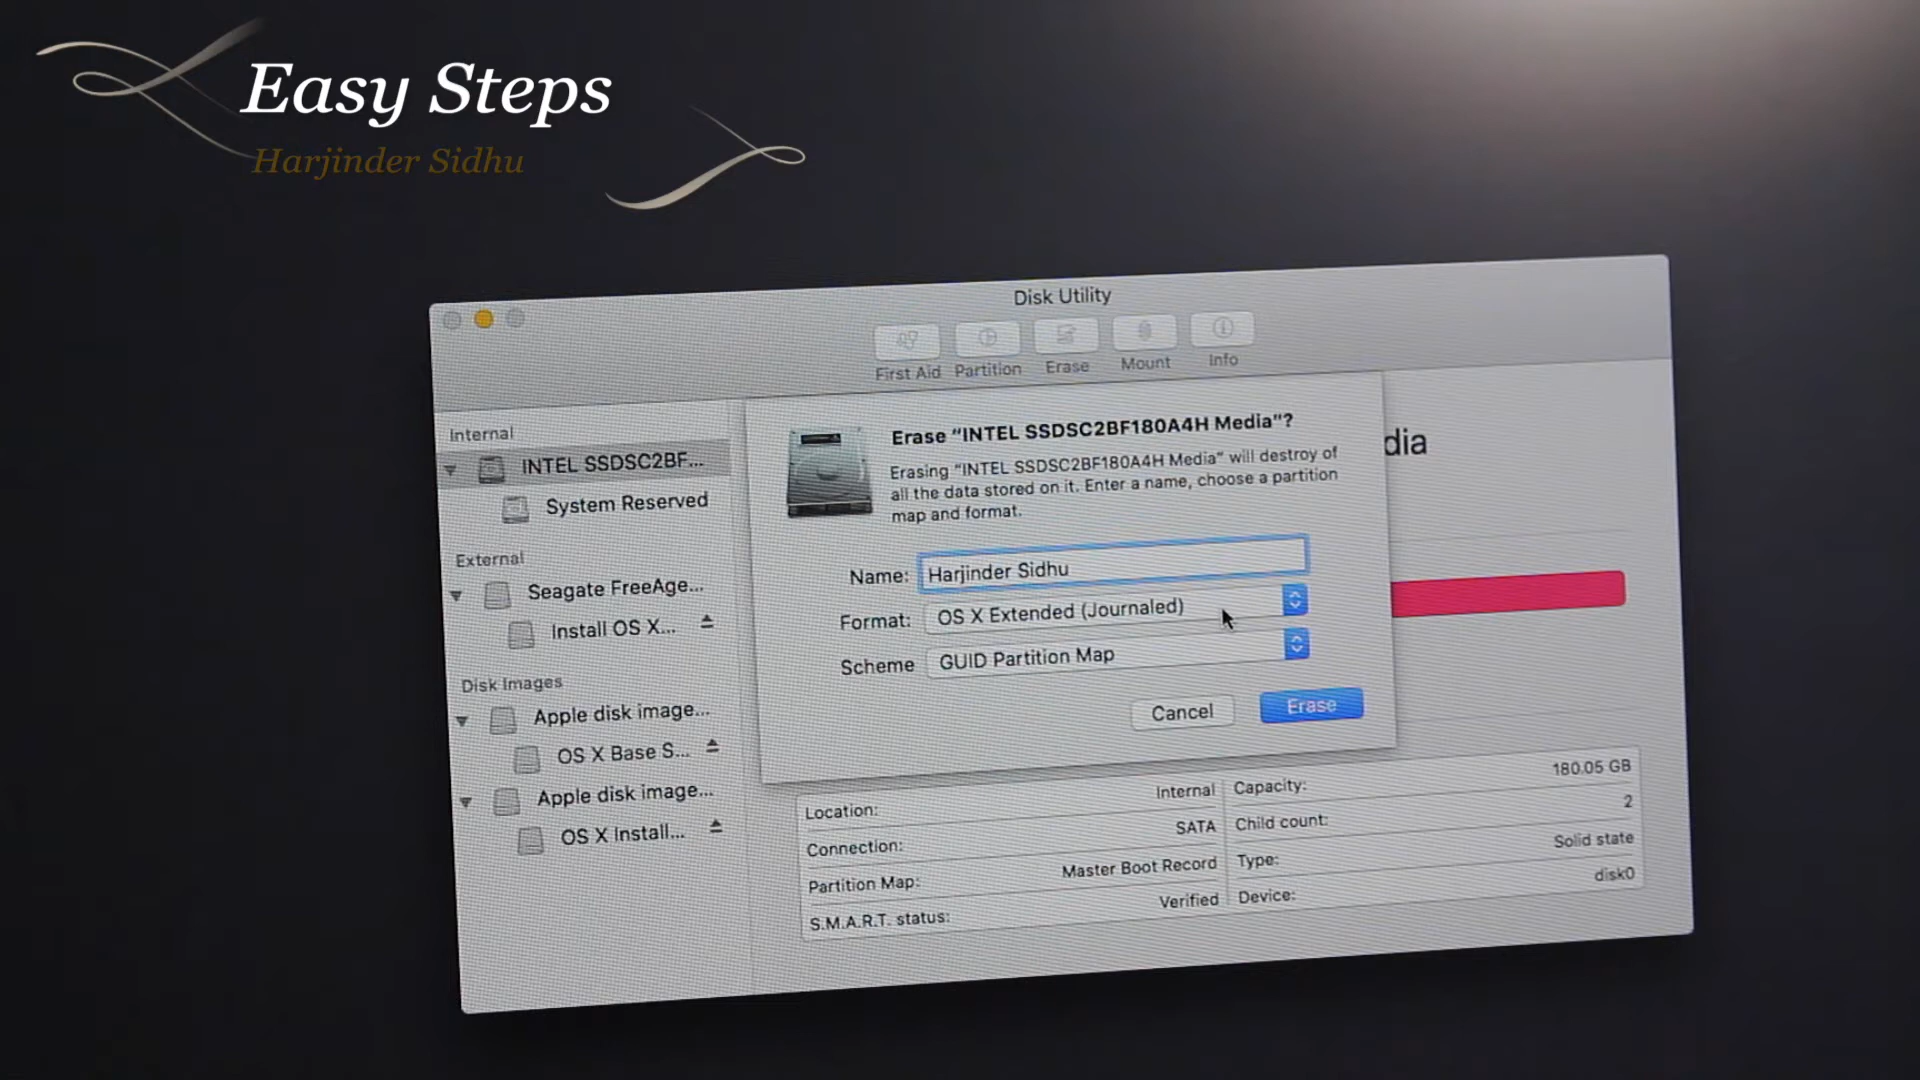 Easy Steps
Harjinder Sidhu
Disk Utility
First Aid Partition Erase Mount Info
Internal
INTEL SSDSC2BF...
System Reserved
External
Seagate FreeAge...
Install OS X...
Disk Images
Apple disk image...
OS X Base S...
Apple disk image...
OS X Install...
Erase “INTEL SSDSC2BF180A4H Media”?
Erasing “INTEL SSDSC2BF180A4H Media” will destroy of
all the data stored on it. Enter a name, choose a partition
map and format.
Name: Harjinder Sidhu
Format: OS X Extended (Journaled)
Scheme GUID Partition Map
Cancel Erase
dia
Location: Internal
Connection: SATA
Partition Map: Master Boot Record
S.M.A.R.T. status: Verified
Capacity: 180.05 GB
Child count: 2
Type: Solid state
Device: disk0